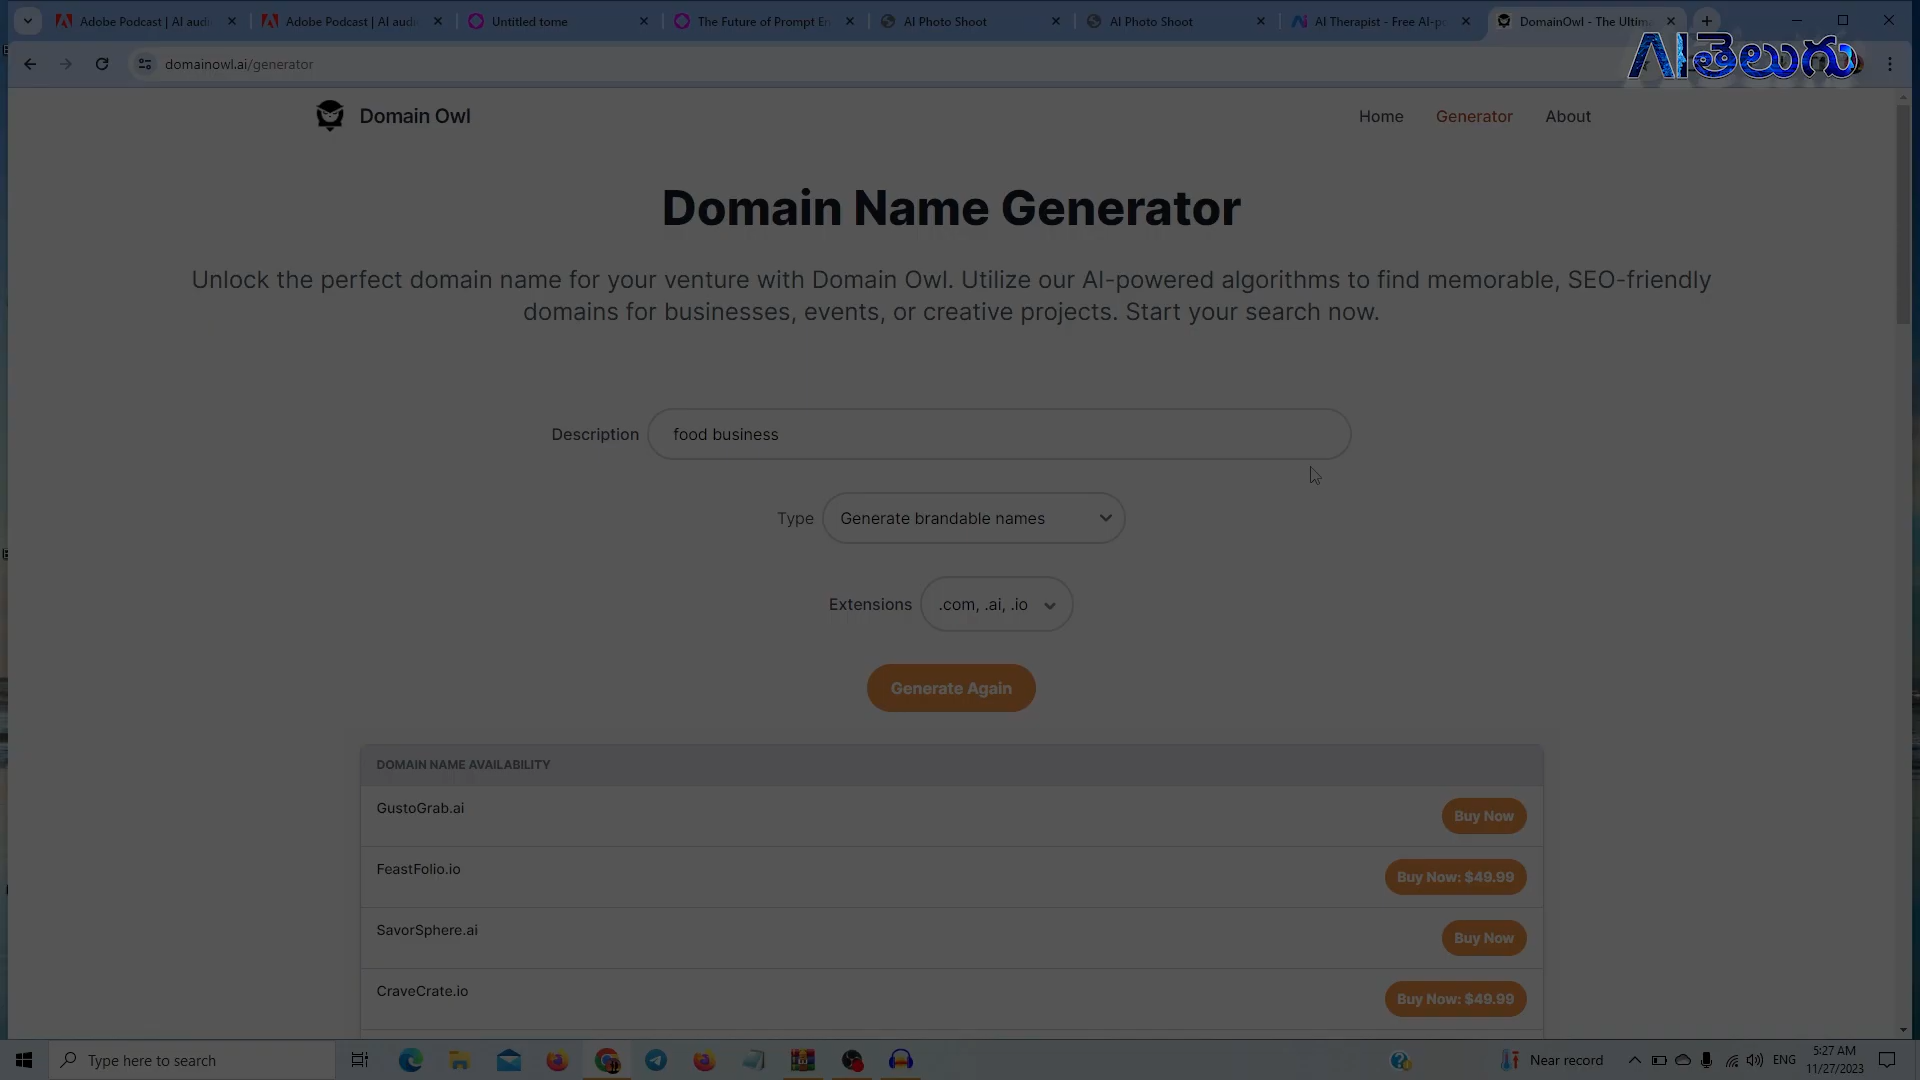 Adobe Podcast | AI audi
Adobe Podcast | AI audi
Untitled tome
The Future of Prompt En
AI Photo Shoot
AI Photo Shoot
AI Therapist - Free AI-po
DomainOwl - The Ultima
AIతెలుగు
domainowl.ai/generator
Domain Owl
Home
Generator
About
Domain Name Generator
Unlock the perfect domain name for your venture with Domain Owl. Utilize our AI-powered algorithms to find memorable, SEO-friendly
domains for businesses, events, or creative projects. Start your search now.
Description
food business
Type
Generate brandable names
Extensions
.com, .ai, .io
Generate Again
DOMAIN NAME AVAILABILITY
GustoGrab.ai
Buy Now
FeastFolio.io
Buy Now: $49.99
SavorSphere.ai
Buy Now
CraveCrate.io
Buy Now: $49.99
Type here to search
Near record
ENG
5:27 AM
11/27/2023